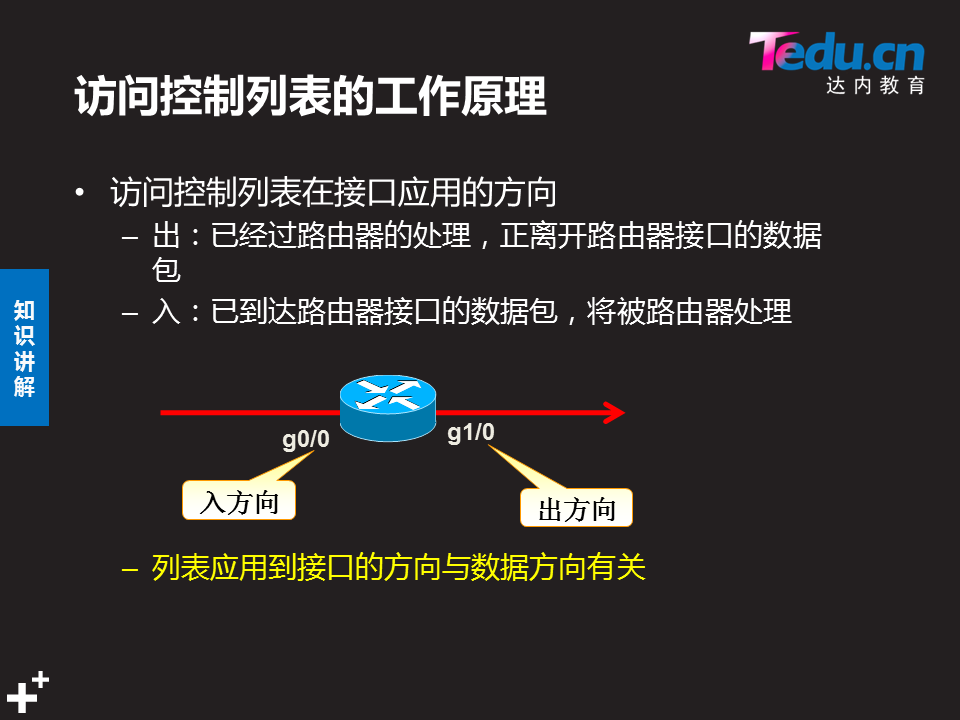 Tedu.cn
达内教育
访问控制列表的工作原理
• 访问控制列表在接口应用的方向
– 出：已经过路由器的处理，正离开路由器接口的数据
包
– 入：已到达路由器接口的数据包，将被路由器处理
知
识
讲
解
g0/0
g1/0
入方向
出方向
– 列表应用到接口的方向与数据方向有关